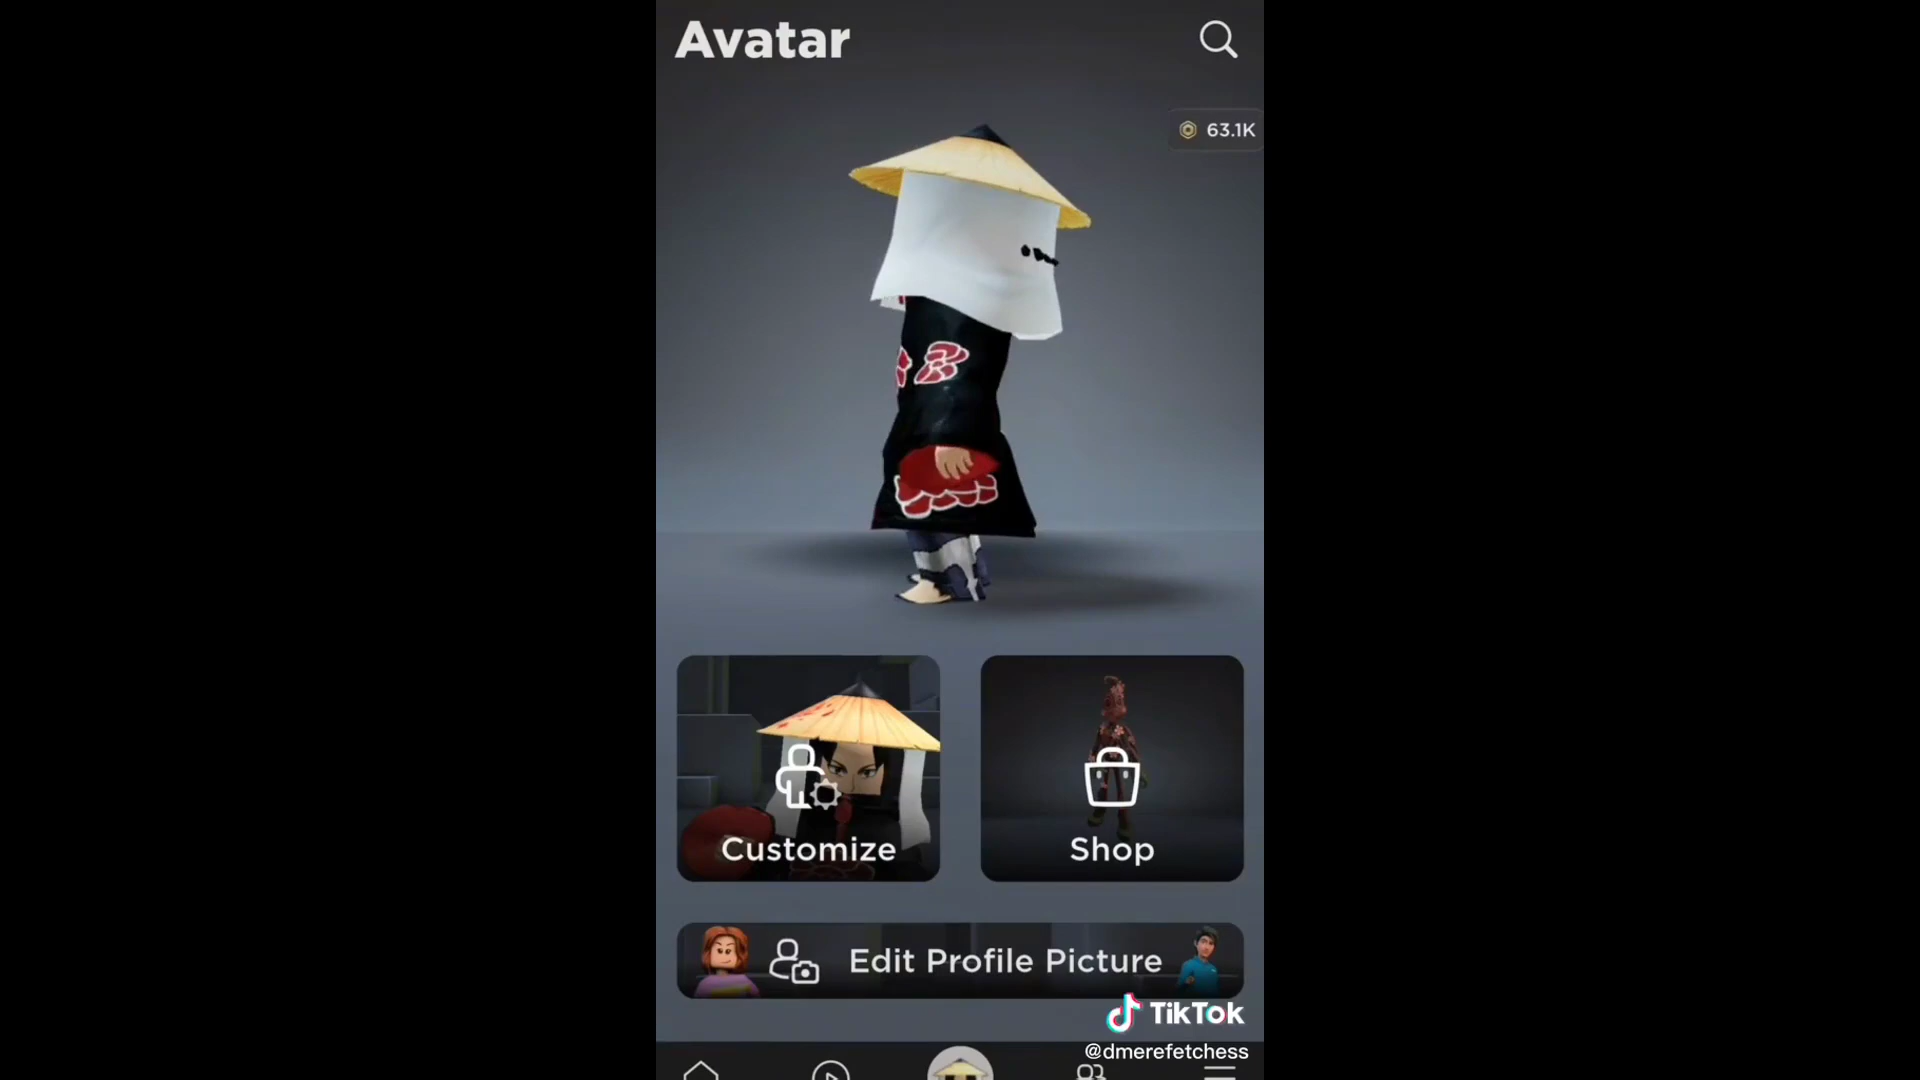 Avatar
63.1K
Customize
Shop
Edit Profile Picture
TikTok
@dmerefetchess